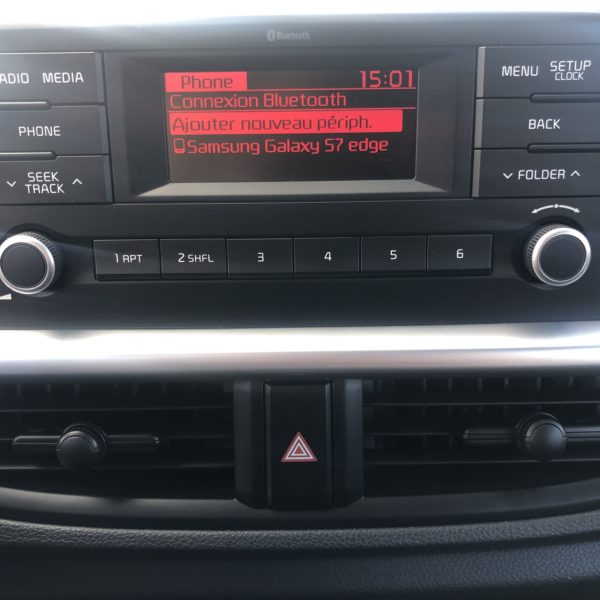 Bluetooth
ADIO MEDIA
PHONE
SEEK
TRACK
Phone 15:01
Connexion Bluetooth
Ajouter nouveau périph.
Samsung Galaxy S7 edge
MENU SETUP
CLOCK
BACK
FOLDER
1 RPT 2 SHFL 3 4 5 6